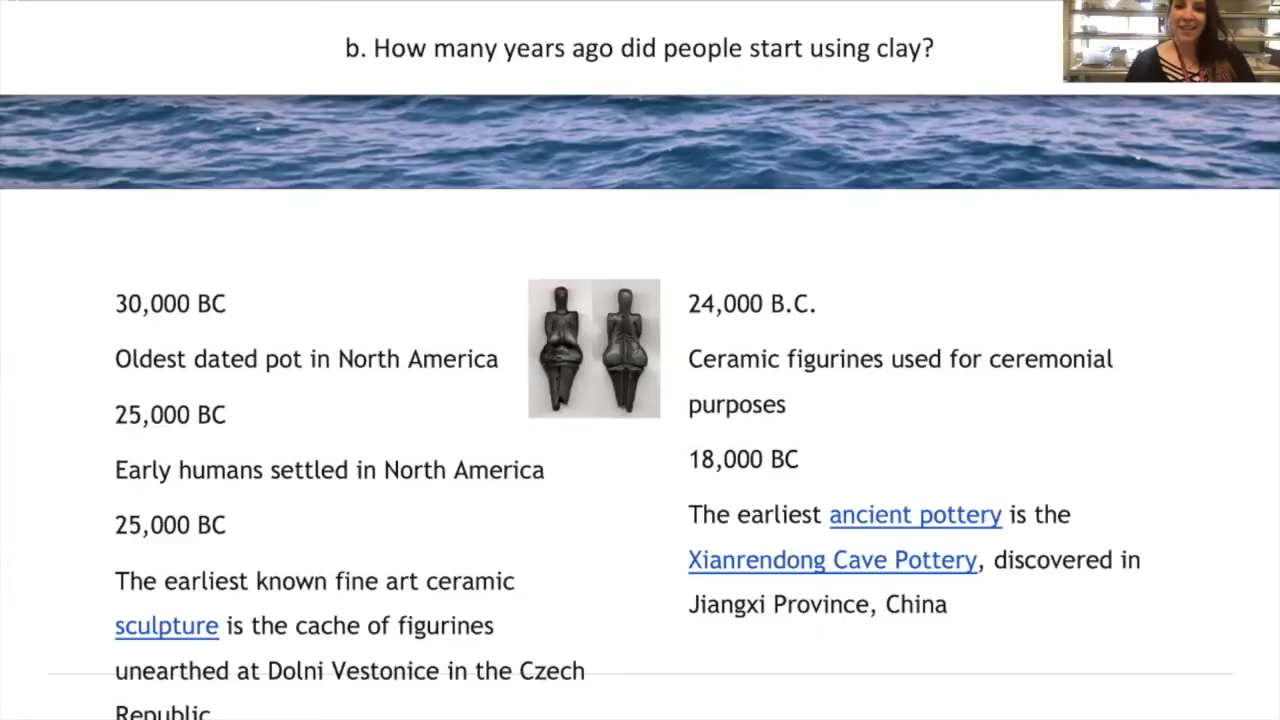 b. How many years ago did people start using clay?
30,000 BC
Oldest dated pot in North America
25,000 BC
Early humans settled in North America
25,000 BC
The earliest known fine art ceramic
sculpture is the cache of figurines
unearthed at Dolni Vestonice in the Czech
Republic
24,000 B.C.
Ceramic figurines used for ceremonial
purposes
18,000 BC
The earliest ancient pottery is the
Xianrendong Cave Pottery, discovered in
Jiangxi Province, China